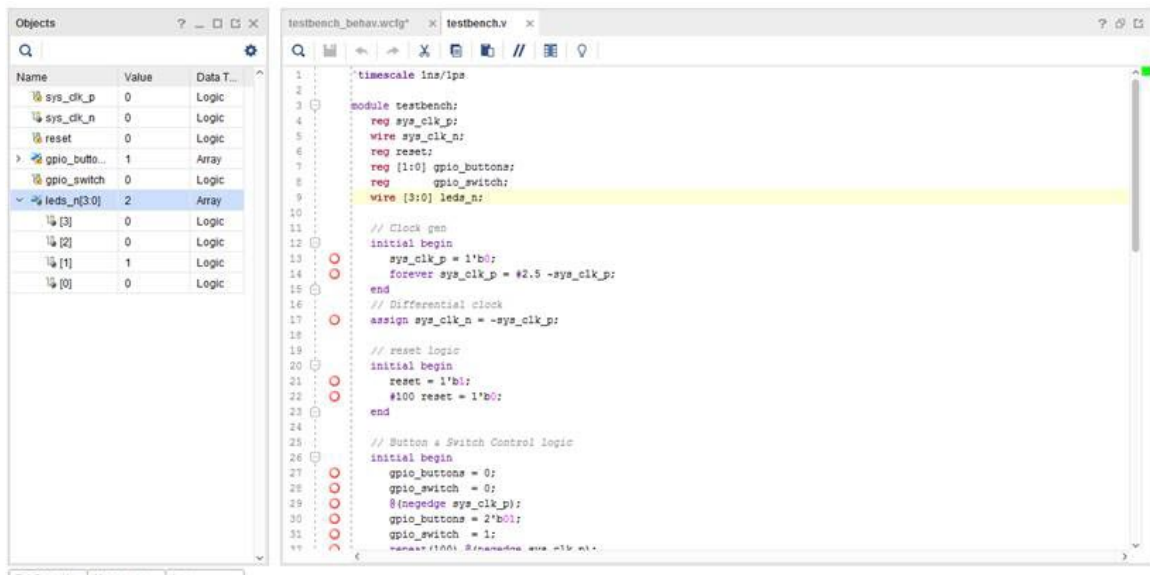 Objects
? _
Name Value Data T...
sys_clk_p 0 Logic
sys_clk_n 0 Logic
reset 0 Logic
gpio_butto... 1 Array
gpio_switch 0 Logic
leds_n[3:0] 2 Array
[3] 0 Logic
[2] 0 Logic
[1] 1 Logic
[0] 0 Logic
testbench_behav.wcfg* × testbench.v ×
?
1 `timescale 1ns/1ps
2
3 module testbench;
4 reg sys_clk_p;
5 wire sys_clk_n;
6 reg reset;
7 reg [1:0] gpio_buttons;
8 reg gpio_switch;
9 wire [3:0] leds_n;
10
11 // Clock gen
12 initial begin
13 sys_clk_p = 1'b0;
14 forever sys_clk_p = #2.5 ~sys_clk_p;
15 end
16 // Differential clock
17 assign sys_clk_n = ~sys_clk_p;
18
19 // reset logic
20 initial begin
21 reset = 1'b1;
22 #100 reset = 1'b0;
23 end
24
25 // Button & Switch Control logic
26 initial begin
27 gpio_buttons = 0;
28 gpio_switch = 0;
29 @(negedge sys_clk_p);
30 gpio_buttons = 2'b01;
31 gpio_switch = 1;
repeat(100) @(negedge sys_clk_p);